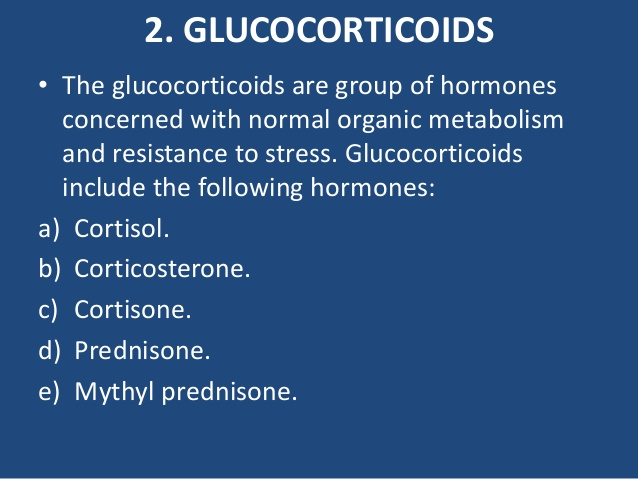 2. GLUCOCORTICOIDS
• The glucocorticoids are group of hormones
concerned with normal organic metabolism
and resistance to stress. Glucocorticoids
include the following hormones:
a) Cortisol.
b) Corticosterone.
c) Cortisone.
d) Prednisone.
e) Mythyl prednisone.